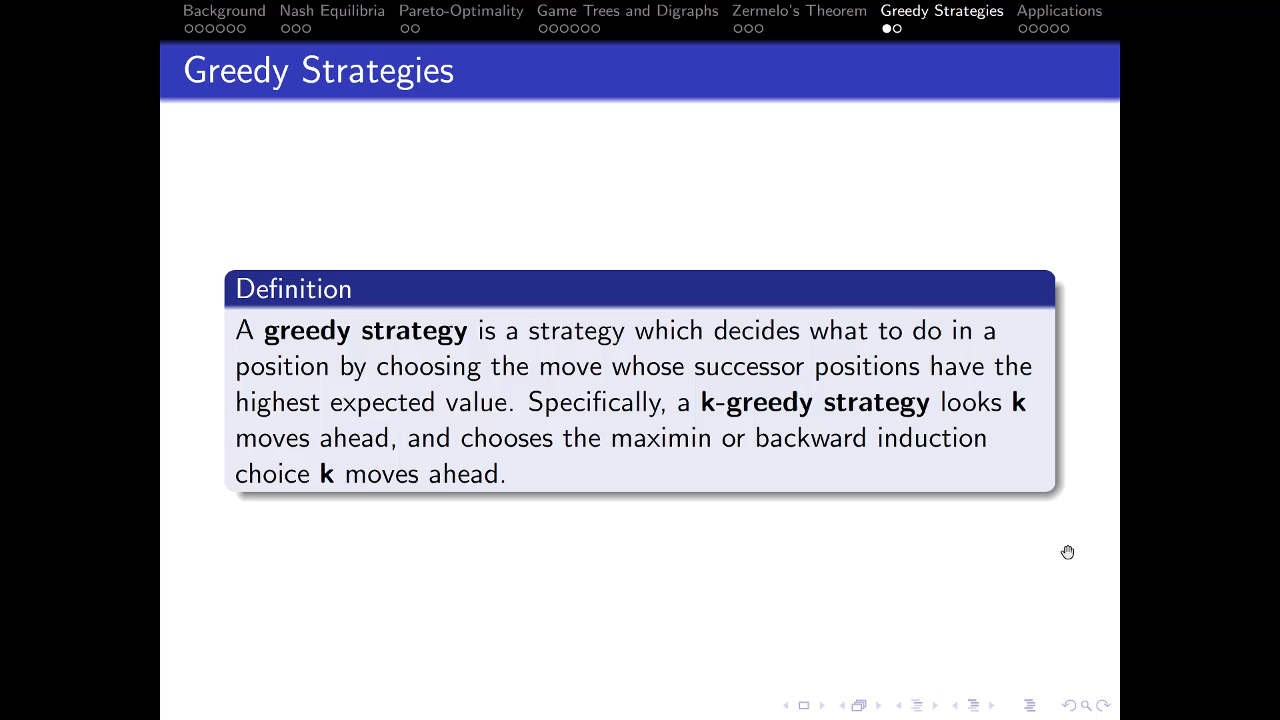 Background Nash Equilibria Pareto-Optimality Game Trees and Digraphs Zermelo's Theorem Greedy Strategies Applications
Greedy Strategies
Definition
A greedy strategy is a strategy which decides what to do in a
position by choosing the move whose successor positions have the
highest expected value. Specifically, a k-greedy strategy looks k
moves ahead, and chooses the maximin or backward induction
choice k moves ahead.